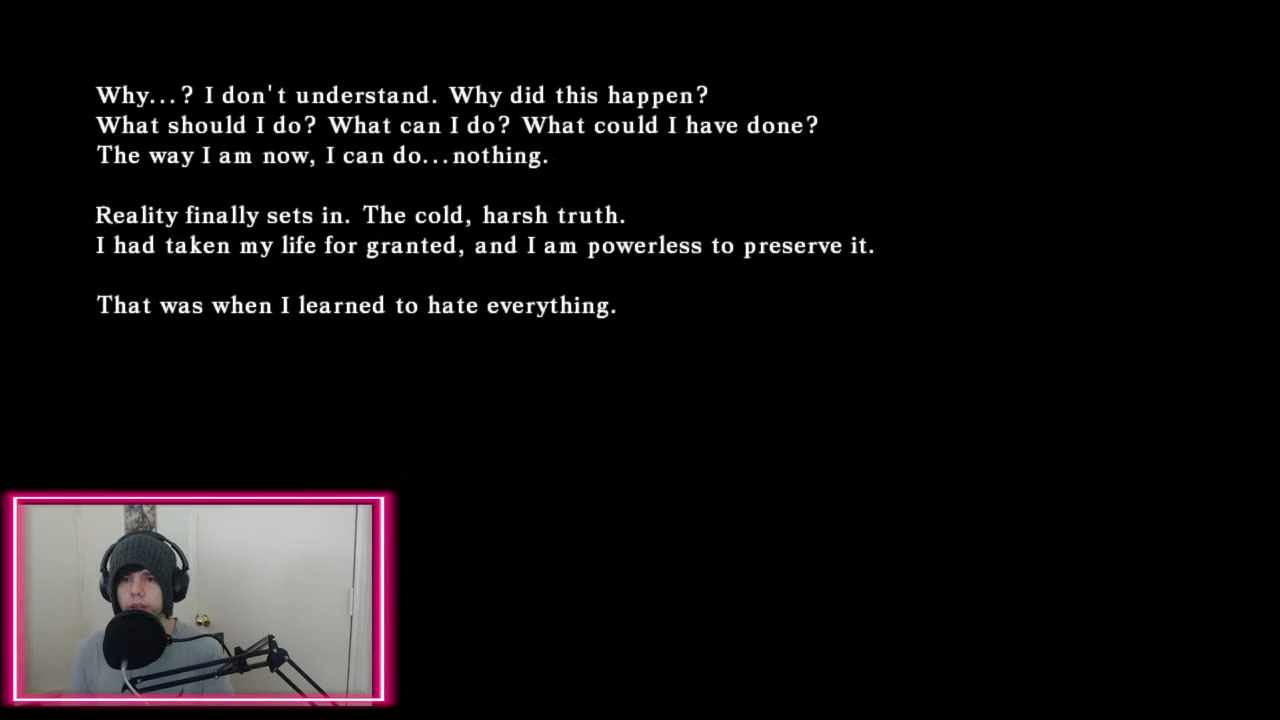 Why...? I don't understand. Why did this happen?
What should I do? What can I do? What could I have done?
The way I am now, I can do...nothing.
Reality finally sets in. The cold, harsh truth.
I had taken my life for granted, and I am powerless to preserve it.
That was when I learned to hate everything.